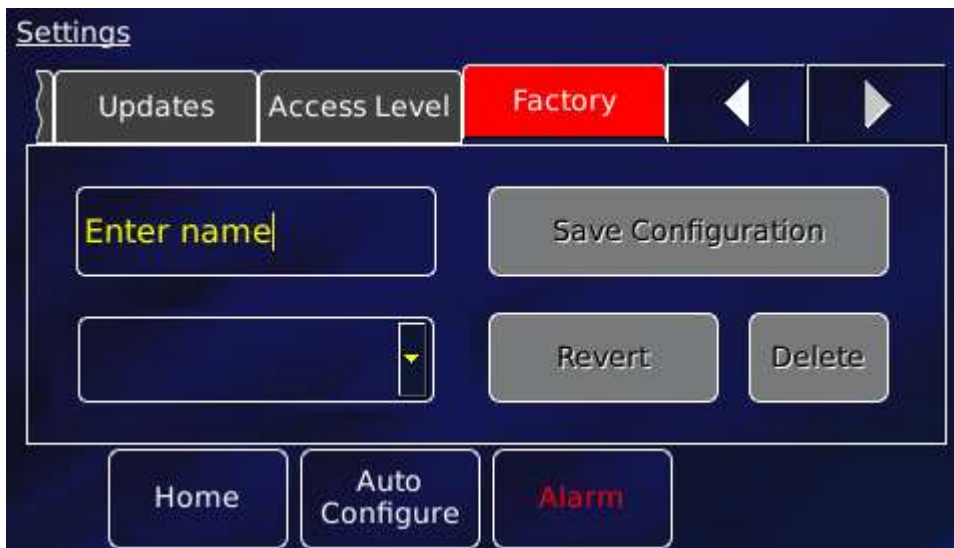 Settings
Updates
Access Level
Factory
Enter name
Save Configuration
Revert
Delete
Home
Auto
Configure
Alarm